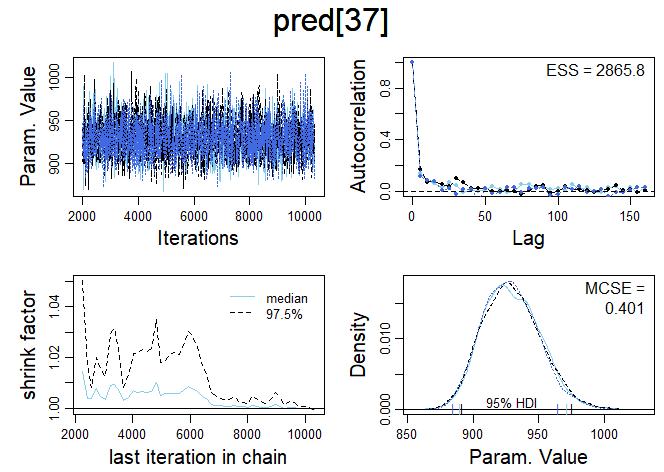 pred[37]
Param. Value
1000
950
900
2000 4000 6000 8000 10000
Iterations
Autocorrelation
0.8
0.4
0.0
ESS = 2865.8
0 50 100 150
Lag
shrink factor
1.04
1.02
1.00
median
97.5%
2000 4000 6000 8000 10000
last iteration in chain
Density
0.010
0.000
MCSE =
0.401
95% HDI
850 900 950 1000
Param. Value